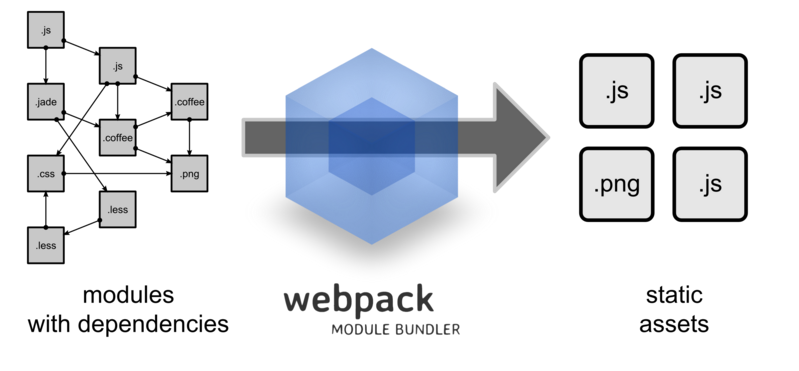 .js
.js
.jade
.coffee
.coffee
.css
.png
.less
.less
modules
with dependencies
webpack
MODULE BUNDLER
.js
.js
.png
.js
static
assets